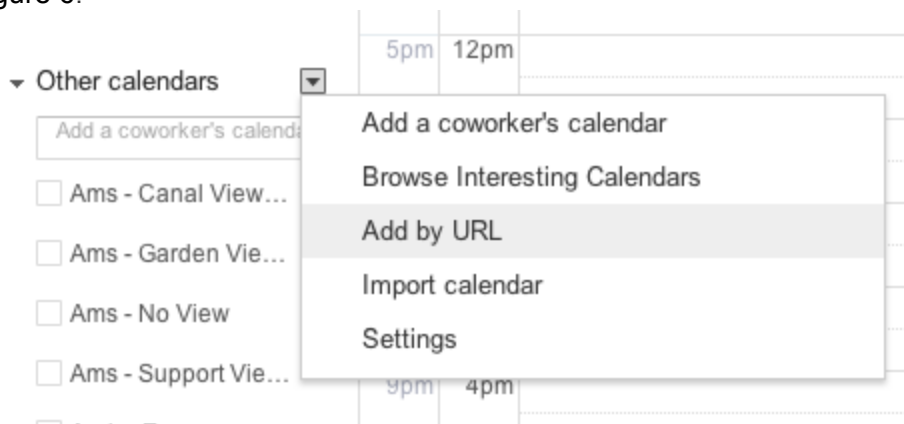 5pm 12pm
Other calendars
Add a coworker's calend
Add a coworker's calendar
Browse Interesting Calendars
Ams - Canal View...
Add by URL
Ams - Garden Vie...
Import calendar
Ams - No View
Settings
Ams - Support Vie...
9pm 4pm